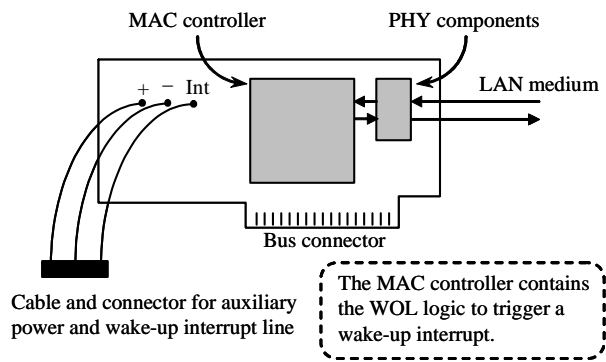 MAC controller
PHY components
+ − Int
LAN medium
Bus connector
Cable and connector for auxiliary
power and wake-up interrupt line
The MAC controller contains
the WOL logic to trigger a
wake-up interrupt.